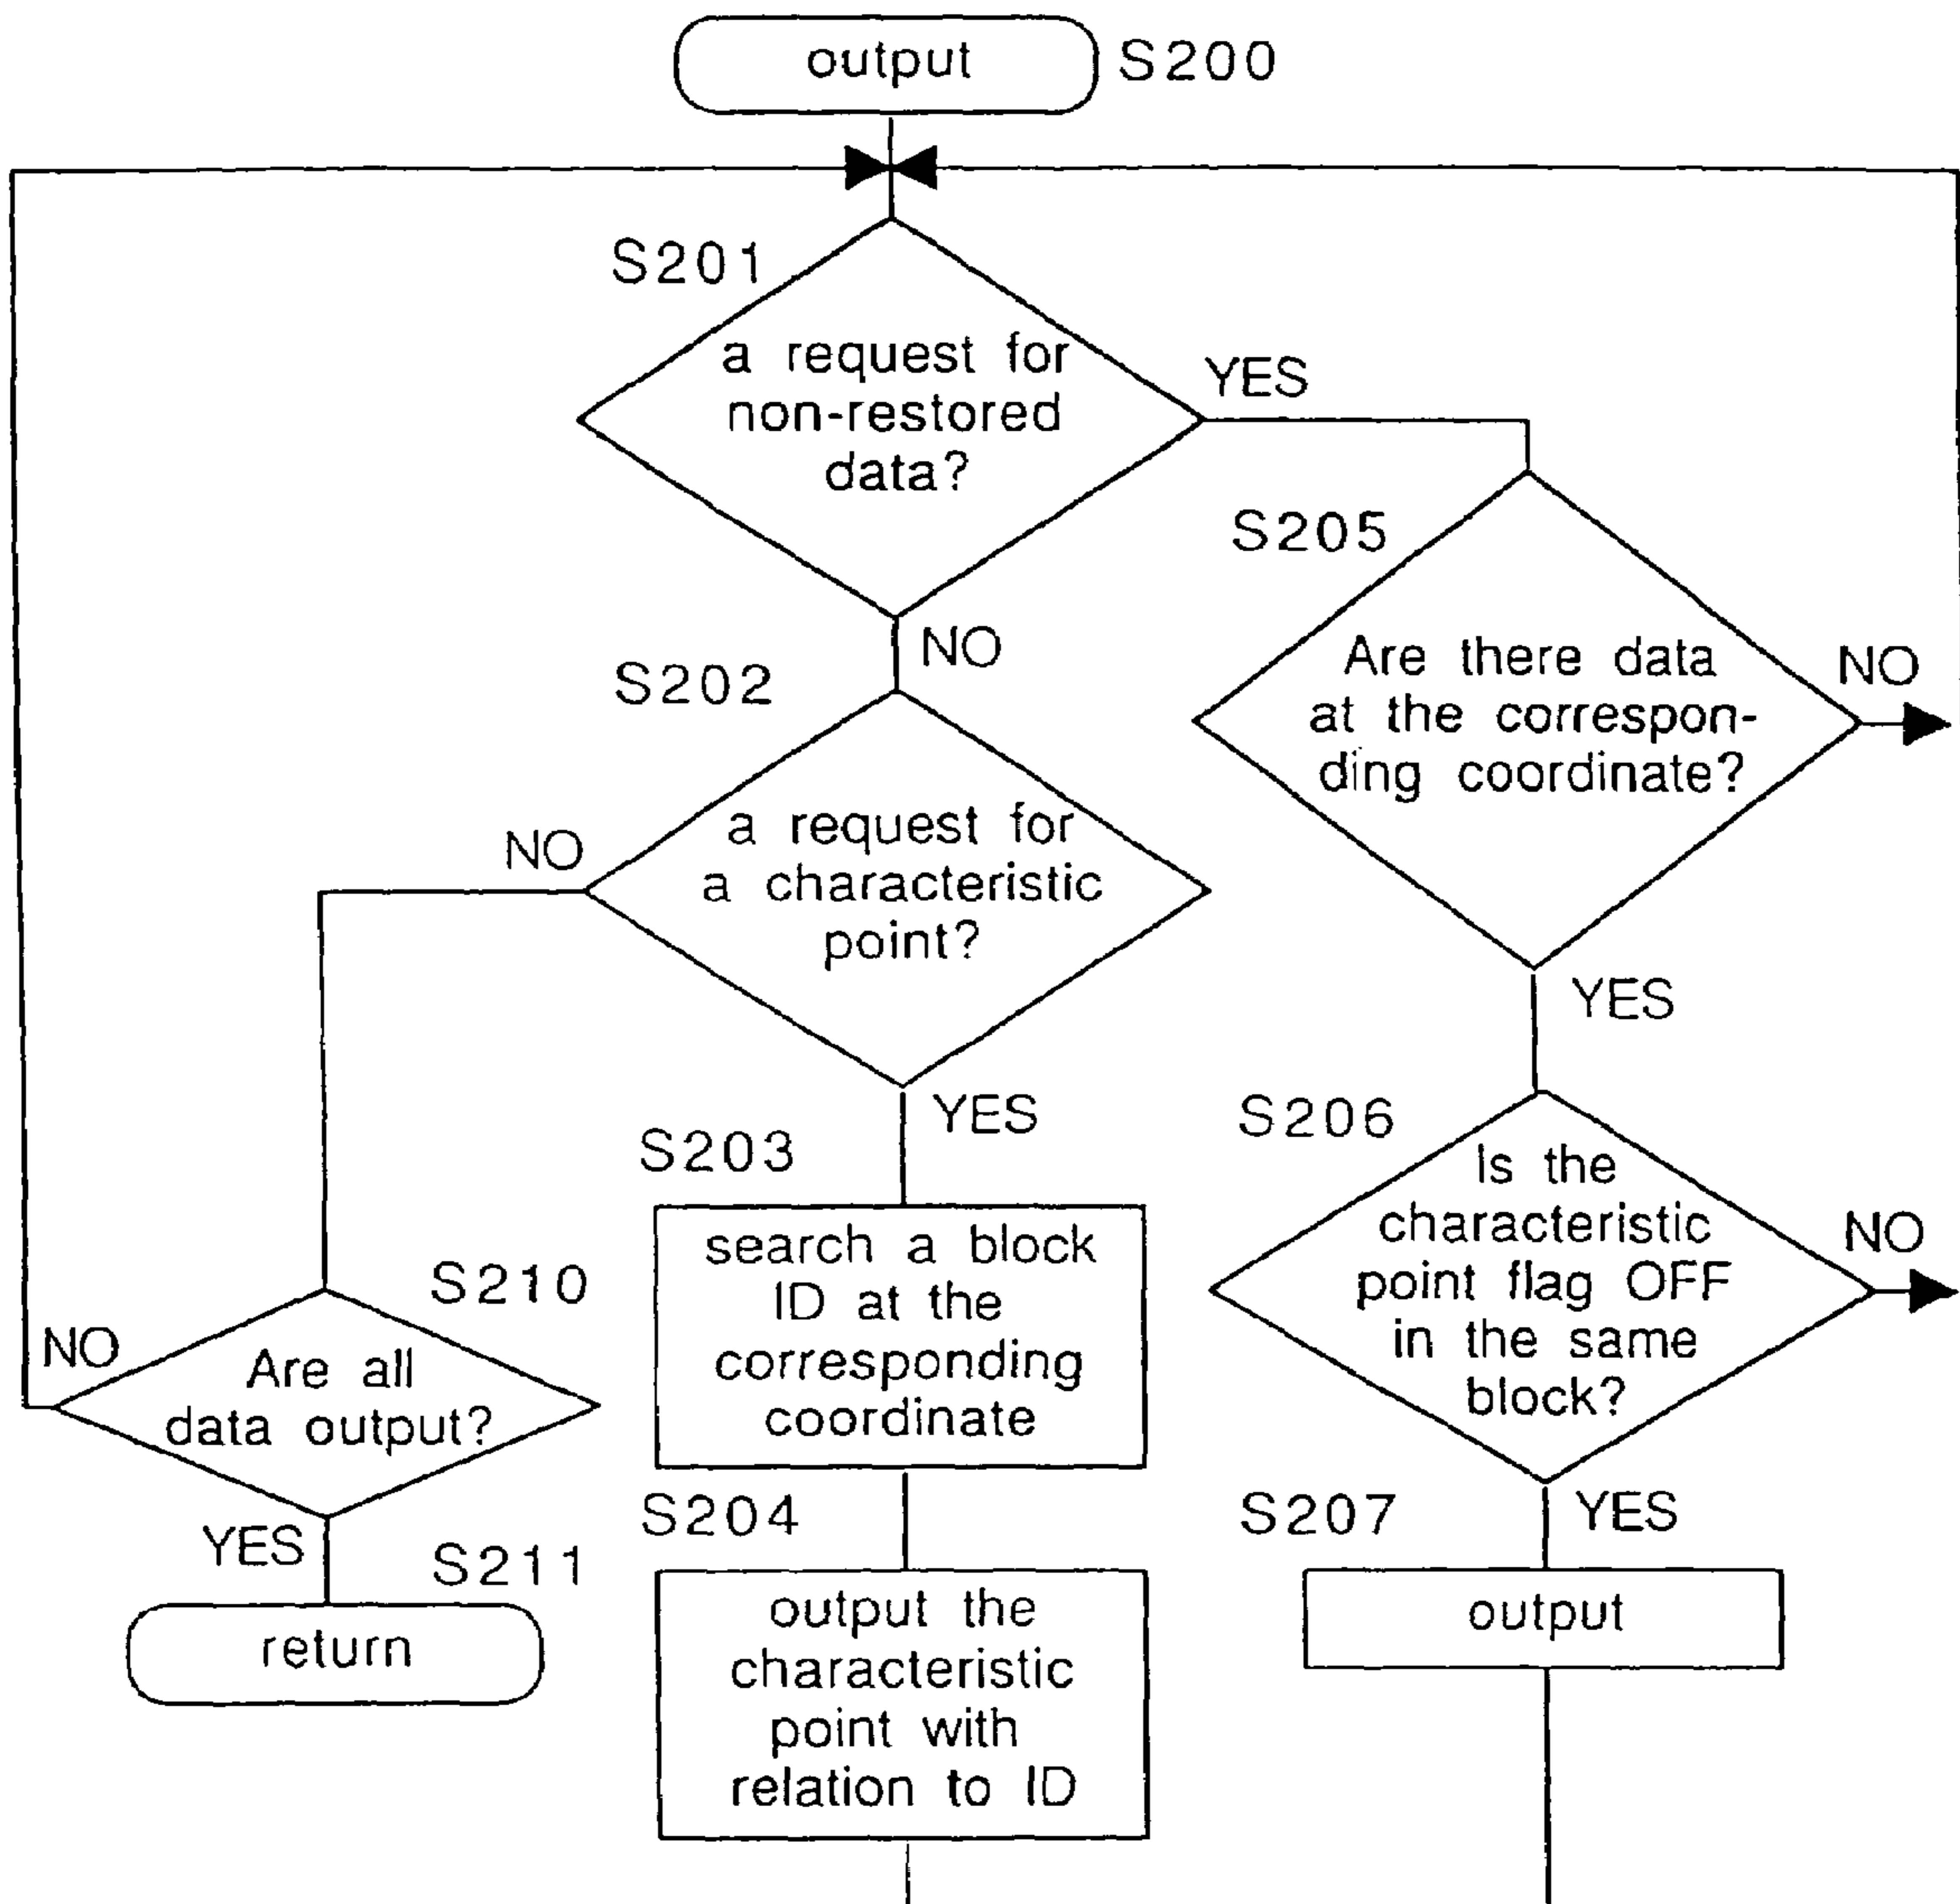 output
S200
S201
a request for
non-restored
data?
YES
NO
S205
Are there data
at the correspon-
ding coordinate?
NO
YES
S202
a request for
a characteristic
point?
NO
YES
S203
search a block
ID at the
corresponding
coordinate
S206
Is the
characteristic
point flag OFF
in the same
block?
NO
YES
S210
NO
Are all
data output?
YES
S211
return
S204
output the
characteristic
point with
relation to ID
S207
output